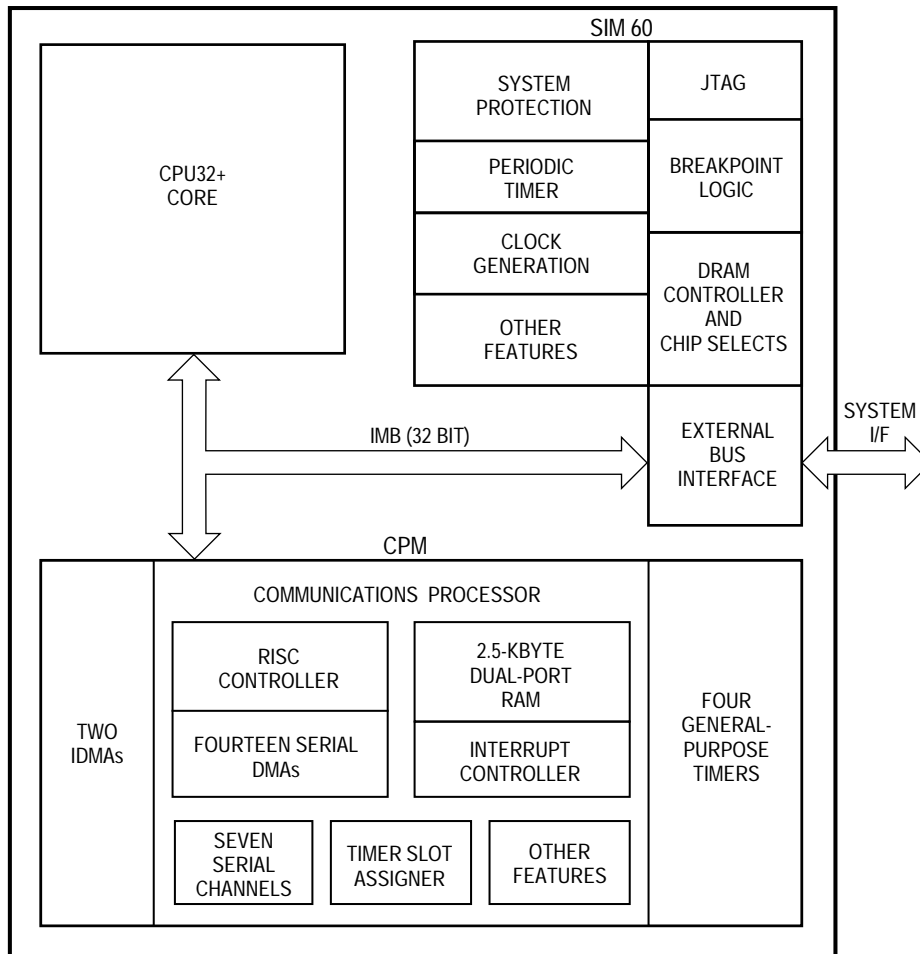 SIM 60
CPU32+
CORE
SYSTEM
PROTECTION
PERIODIC
TIMER
CLOCK
GENERATION
OTHER
FEATURES
JTAG
BREAKPOINT
LOGIC
DRAM
CONTROLLER
AND
CHIP SELECTS
EXTERNAL
BUS
INTERFACE
SYSTEM
I/F
IMB (32 BIT)
CPM
TWO
IDMAs
COMMUNICATIONS PROCESSOR
RISC
CONTROLLER
FOURTEEN SERIAL
DMAs
2.5-KBYTE
DUAL-PORT
RAM
INTERRUPT
CONTROLLER
SEVEN
SERIAL
CHANNELS
TIMER SLOT
ASSIGNER
OTHER
FEATURES
FOUR
GENERAL-
PURPOSE
TIMERS